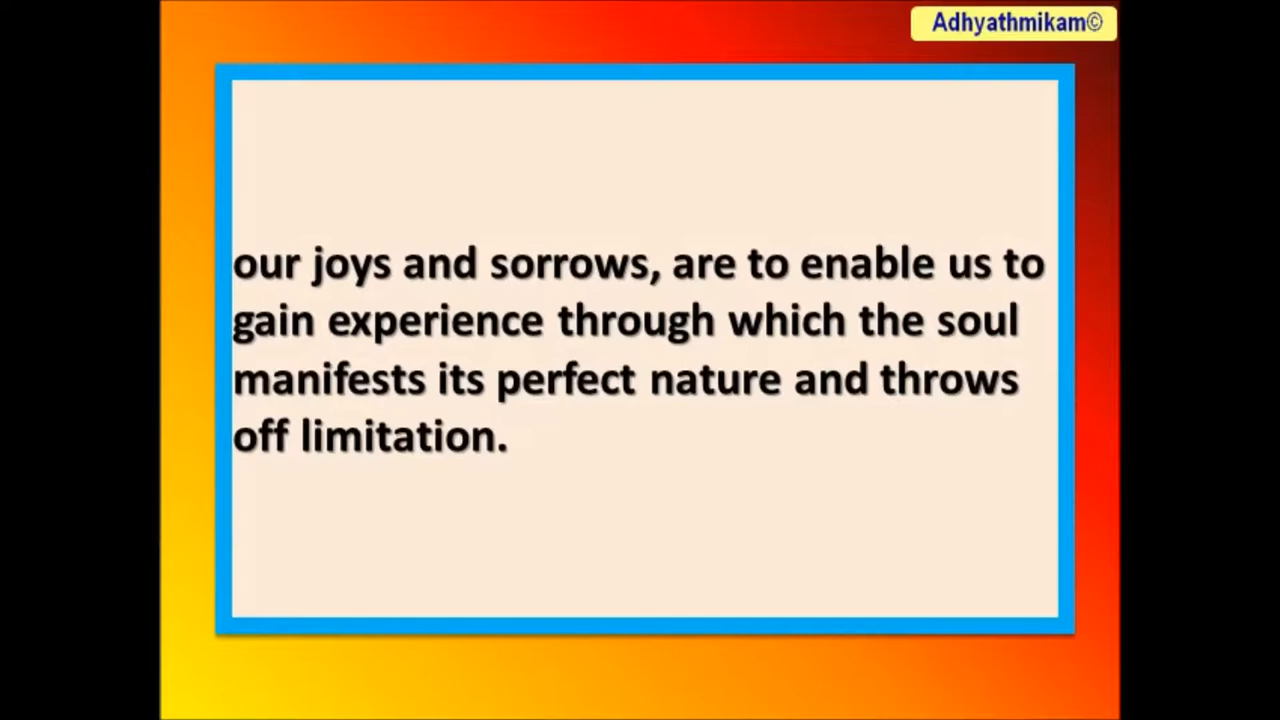 Adhyathmikam©
our joys and sorrows, are to enable us to
gain experience through which the soul
manifests its perfect nature and throws
off limitation.